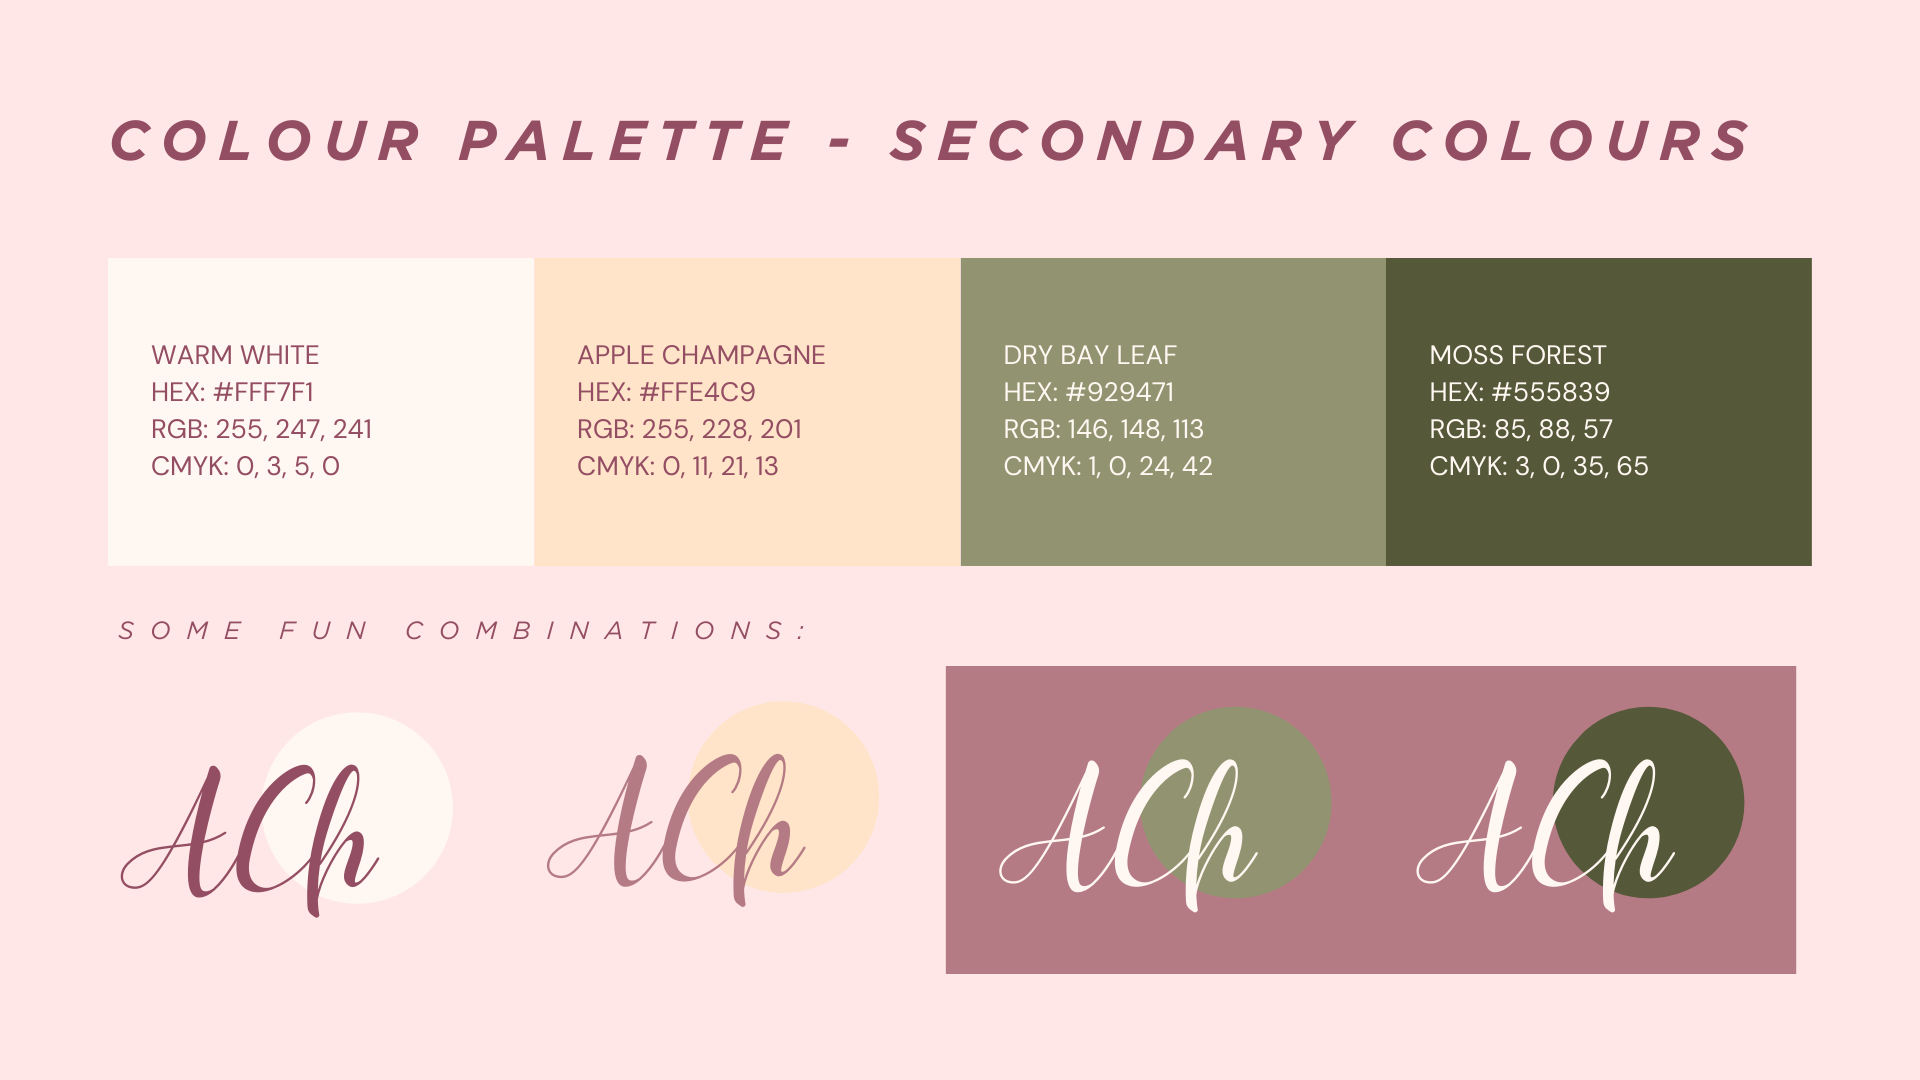 COLOUR PALETTE - SECONDARY COLOURS
WARM WHITE
HEX: #FFF7F1
RGB: 255, 247, 241
CMYK: 0, 3, 5, 0
APPLE CHAMPAGNE
HEX: #FFE4C9
RGB: 255, 228, 201
CMYK: 0, 11, 21, 13
DRY BAY LEAF
HEX: #929471
RGB: 146, 148, 113
CMYK: 1, 0, 24, 42
MOSS FOREST
HEX: #555839
RGB: 85, 88, 57
CMYK: 3, 0, 35, 65
SOME FUN COMBINATIONS:
ACh
ACh
ACh
ACh